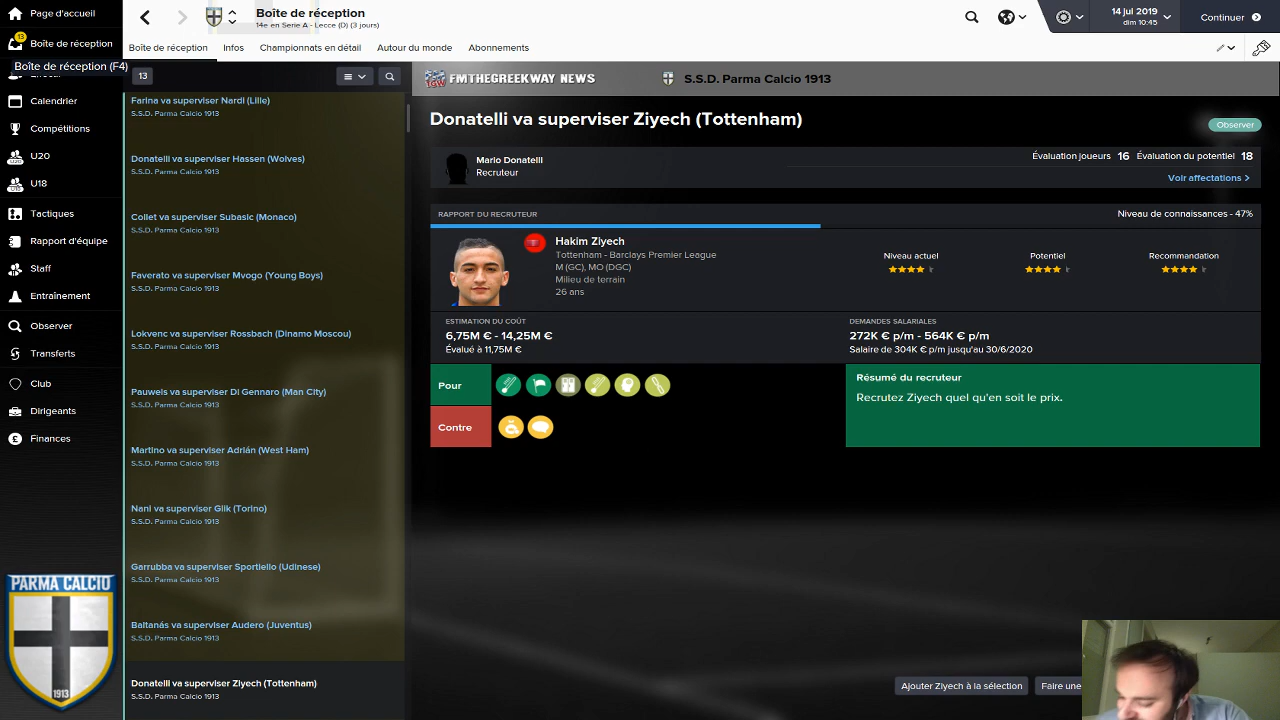 Page d'accueil
13
Boîte de réception
Boîte de réception (F4)
Calendrier
Compétitions
U20
U20
U18
U18
Tactiques
Rapport d'équipe
Staff
Entraînement
Observer
Transferts
Club
Dirigeants
Finances
PARMA CALCIO
1913
Boîte de réception
14e en Serie A - Lecce (D) (3 jours)
14 jul 2019
dim 10:45
Continuer
Boîte de réception
Infos
Championnats en détail
Autour du monde
Abonnements
13
Farina va superviser Nardi (Lille)
S.S.D. Parma Calcio 1913
Donatelli va superviser Hassen (Wolves)
S.S.D. Parma Calcio 1913
Collet va superviser Subasic (Monaco)
S.S.D. Parma Calcio 1913
Faverato va superviser Mvogo (Young Boys)
S.S.D. Parma Calcio 1913
Lokvenc va superviser Rossbach (Dinamo Moscou)
S.S.D. Parma Calcio 1913
Pauwels va superviser Di Gennaro (Man City)
S.S.D. Parma Calcio 1913
Martino va superviser Adrián (West Ham)
S.S.D. Parma Calcio 1913
Nani va superviser Glik (Torino)
S.S.D. Parma Calcio 1913
Garrubba va superviser Sportiello (Udinese)
S.S.D. Parma Calcio 1913
Baltanás va superviser Audero (Juventus)
S.S.D. Parma Calcio 1913
Donatelli va superviser Ziyech (Tottenham)
S.S.D. Parma Calcio 1913
FMTHEGREEKWAY NEWS
S.S.D. Parma Calcio 1913
Donatelli va superviser Ziyech (Tottenham)
Observer
Mario Donatelli
Recruteur
Évaluation joueurs 16 Évaluation du potentiel 18
Voir affectations >
RAPPORT DU RECRUTEUR
Niveau de connaissances - 47%
Hakim Ziyech
Tottenham - Barclays Premier League
M (GC), MO (DGC)
Milieu de terrain
26 ans
Niveau actuel
Potentiel
Recommandation
ESTIMATION DU COÛT
6,75M € - 14,25M €
Évalué à 11,75M €
DEMANDES SALARIALES
272K € p/m - 564K € p/m
Salaire de 304K € p/m jusqu'au 30/6/2020
Pour
Contre
Résumé du recruteur
Recrutez Ziyech quel qu'en soit le prix.
Ajouter Ziyech à la sélection
Faire une